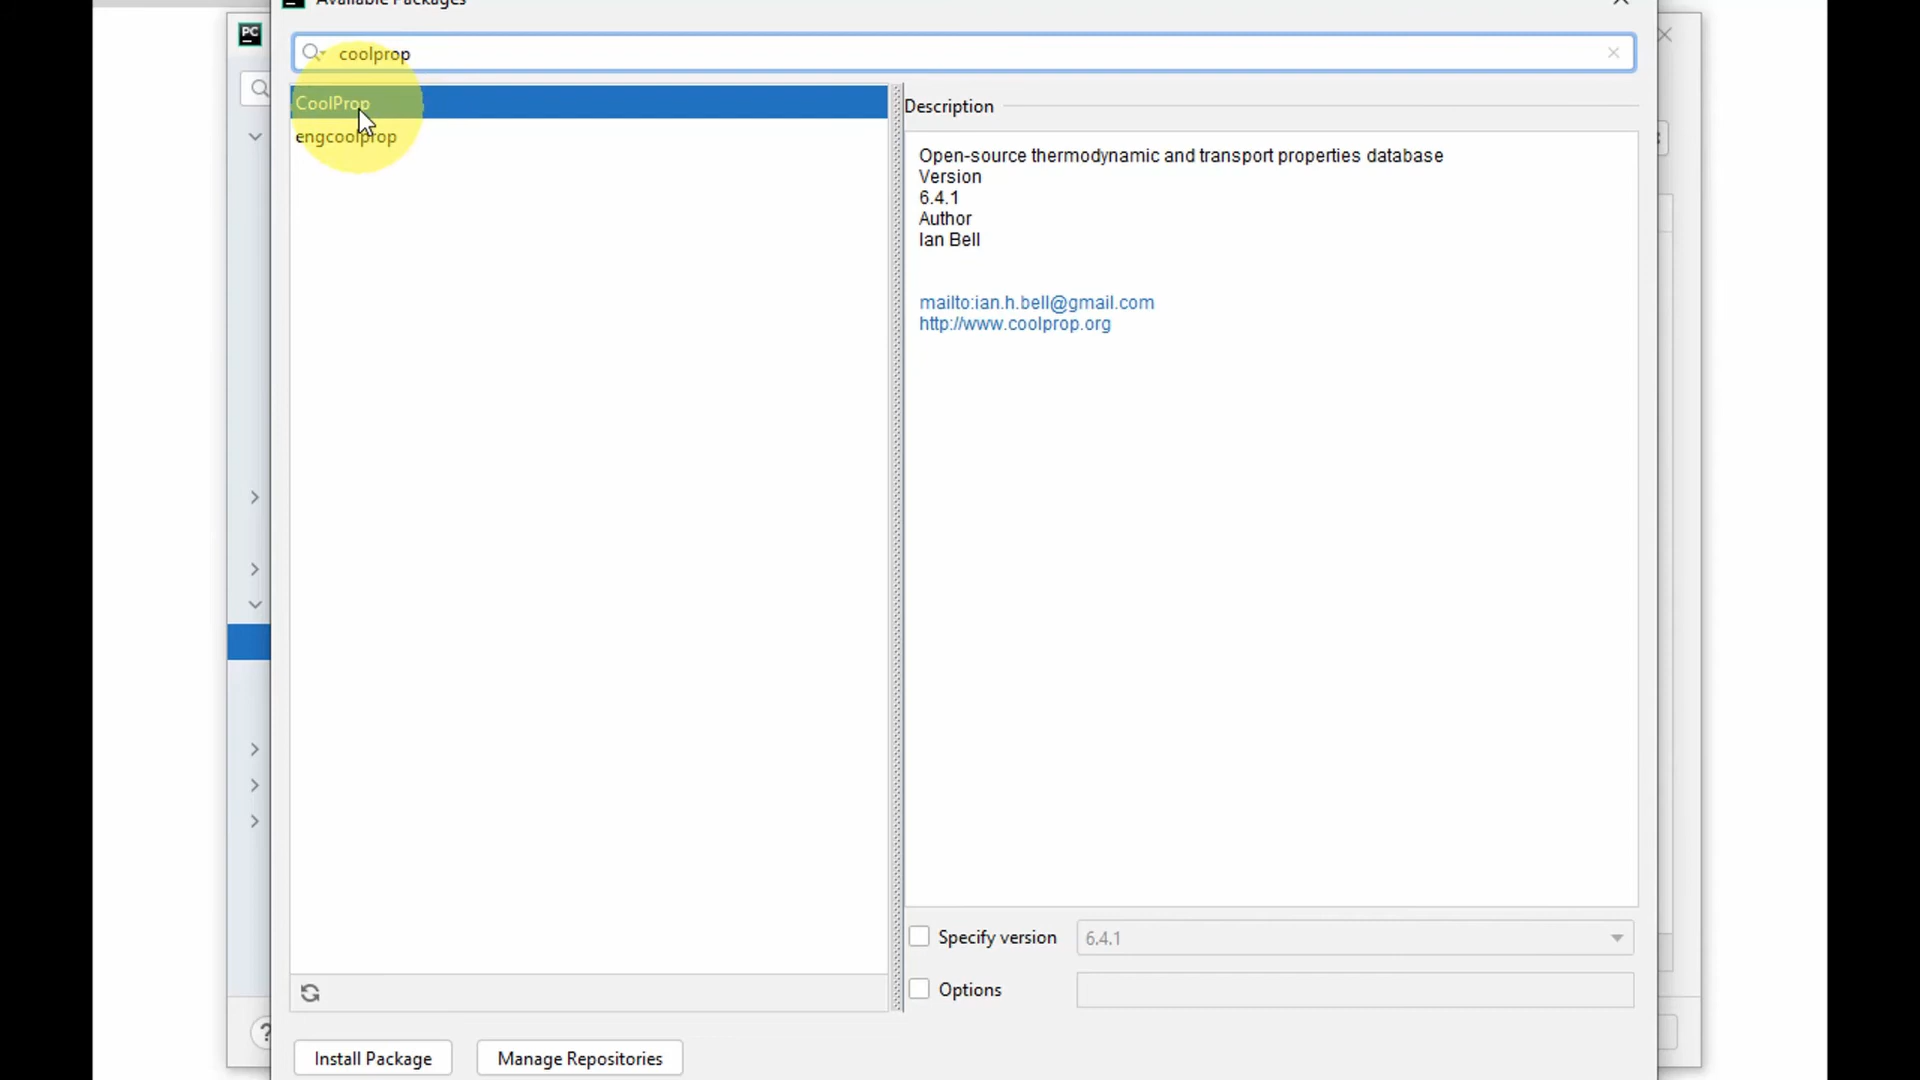 Available Packages
PC
coolprop
CoolProp
engcoolprop
Description
Open-source thermodynamic and transport properties database
Version
6.4.1
Author
Ian Bell
mailto:ian.h.bell@gmail.com
http://www.coolprop.org
Specify version
6.4.1
Options
?
Install Package
Manage Repositories